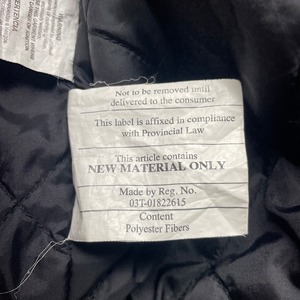 Not to be removed until
delivered to the consumer
This label is affixed in compliance
with Provincial Law
This article contains
NEW MATERIAL ONLY
Made by Reg. No.
03T-01822615
Content
Polyester Fibers